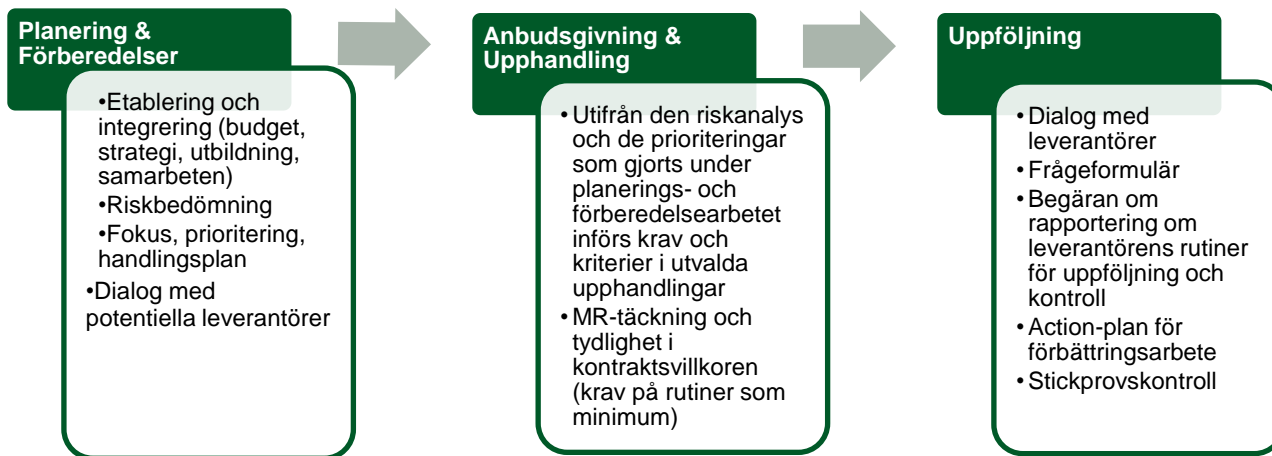 Planering &
Förberedelser
•Etablering och
integrering (budget,
strategi, utbildning,
samarbeten)
•Riskbedömning
•Fokus, prioritering,
handlingsplan
•Dialog med
potentiella leverantörer
Anbudsgivning &
Upphandling
•Utifrån den riskanalys
och de prioriteringar
som gjorts under
planerings- och
förberedelsearbetet
införs krav och
kriterier i utvalda
upphandlingar
•MR-täckning och
tydlighet i
kontraktsvillkoren
(krav på rutiner som
minimum)
Uppföljning
•Dialog med
leverantörer
•Frågeformulär
•Begäran om
rapportering om
leverantörens rutiner
för uppföljning och
kontroll
•Action-plan för
förbättringsarbete
•Stickprovskontroll